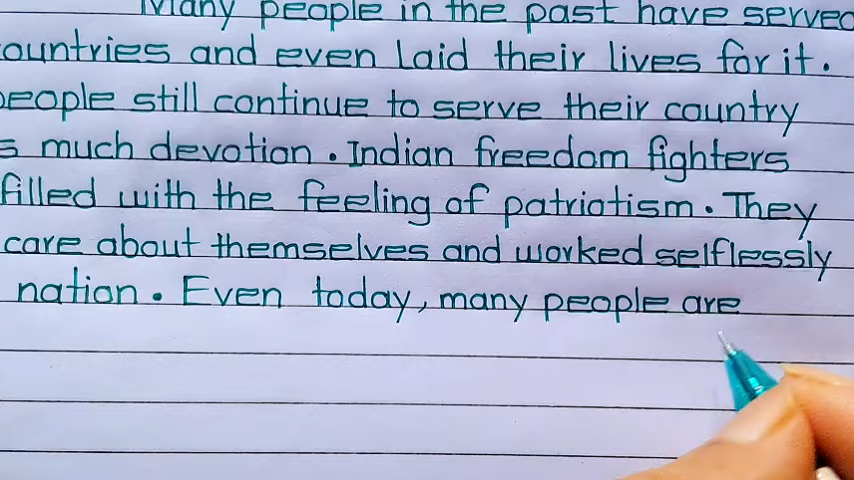 Many people in the past have served
ountries and even laid their lives for it.
people still continue to serve their country
s much devotion. Indian freedom fighters
filled with the feeling of patriotism. They
care about themselves and worked selflessly
nation. Even today, many people are